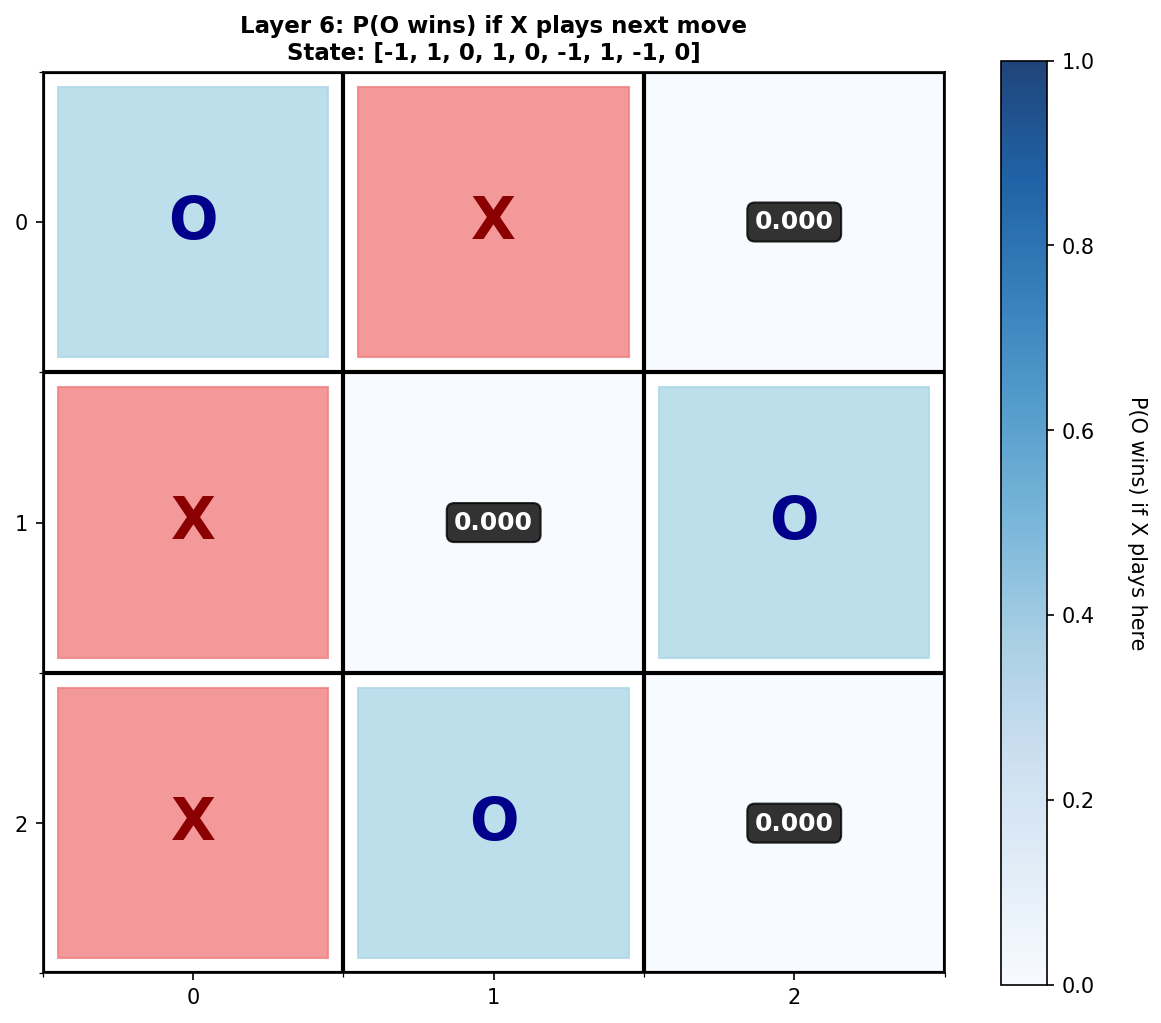 Layer 6: P(O wins) if X plays next move
State: [-1, 1, 0, 1, 0, -1, 1, -1, 0]
O X 0.000
X 0.000 O
X O 0.000
0
1
2
0 1 2
1.0
0.8
0.6
0.4
0.2
0.0
P(O wins) if X plays here